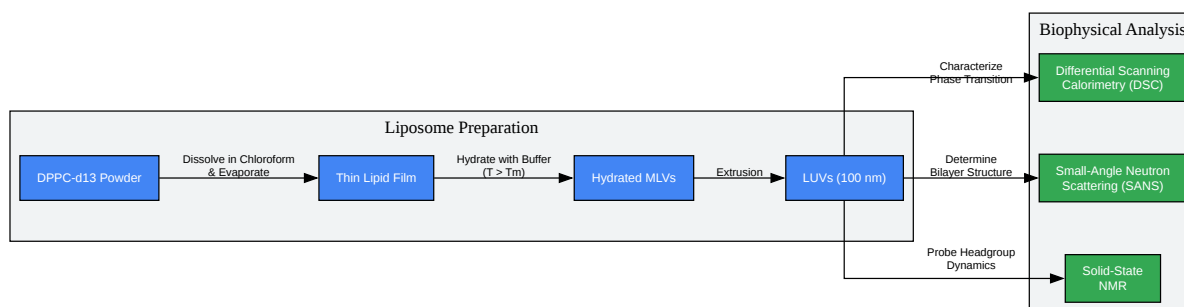 Biophysical Analysis
Characterize
Phase Transition
Differential Scanning
Calorimetry (DSC)
Liposome Preparation
DPPC-d13 Powder
Dissolve in Chloroform
& Evaporate
Thin Lipid Film
Hydrate with Buffer
(T > Tm)
Hydrated MLVs
Extrusion
LUVs (100 nm)
Determine
Bilayer Structure
Small-Angle Neutron
Scattering (SANS)
Probe Headgroup
Dynamics
Solid-State
NMR